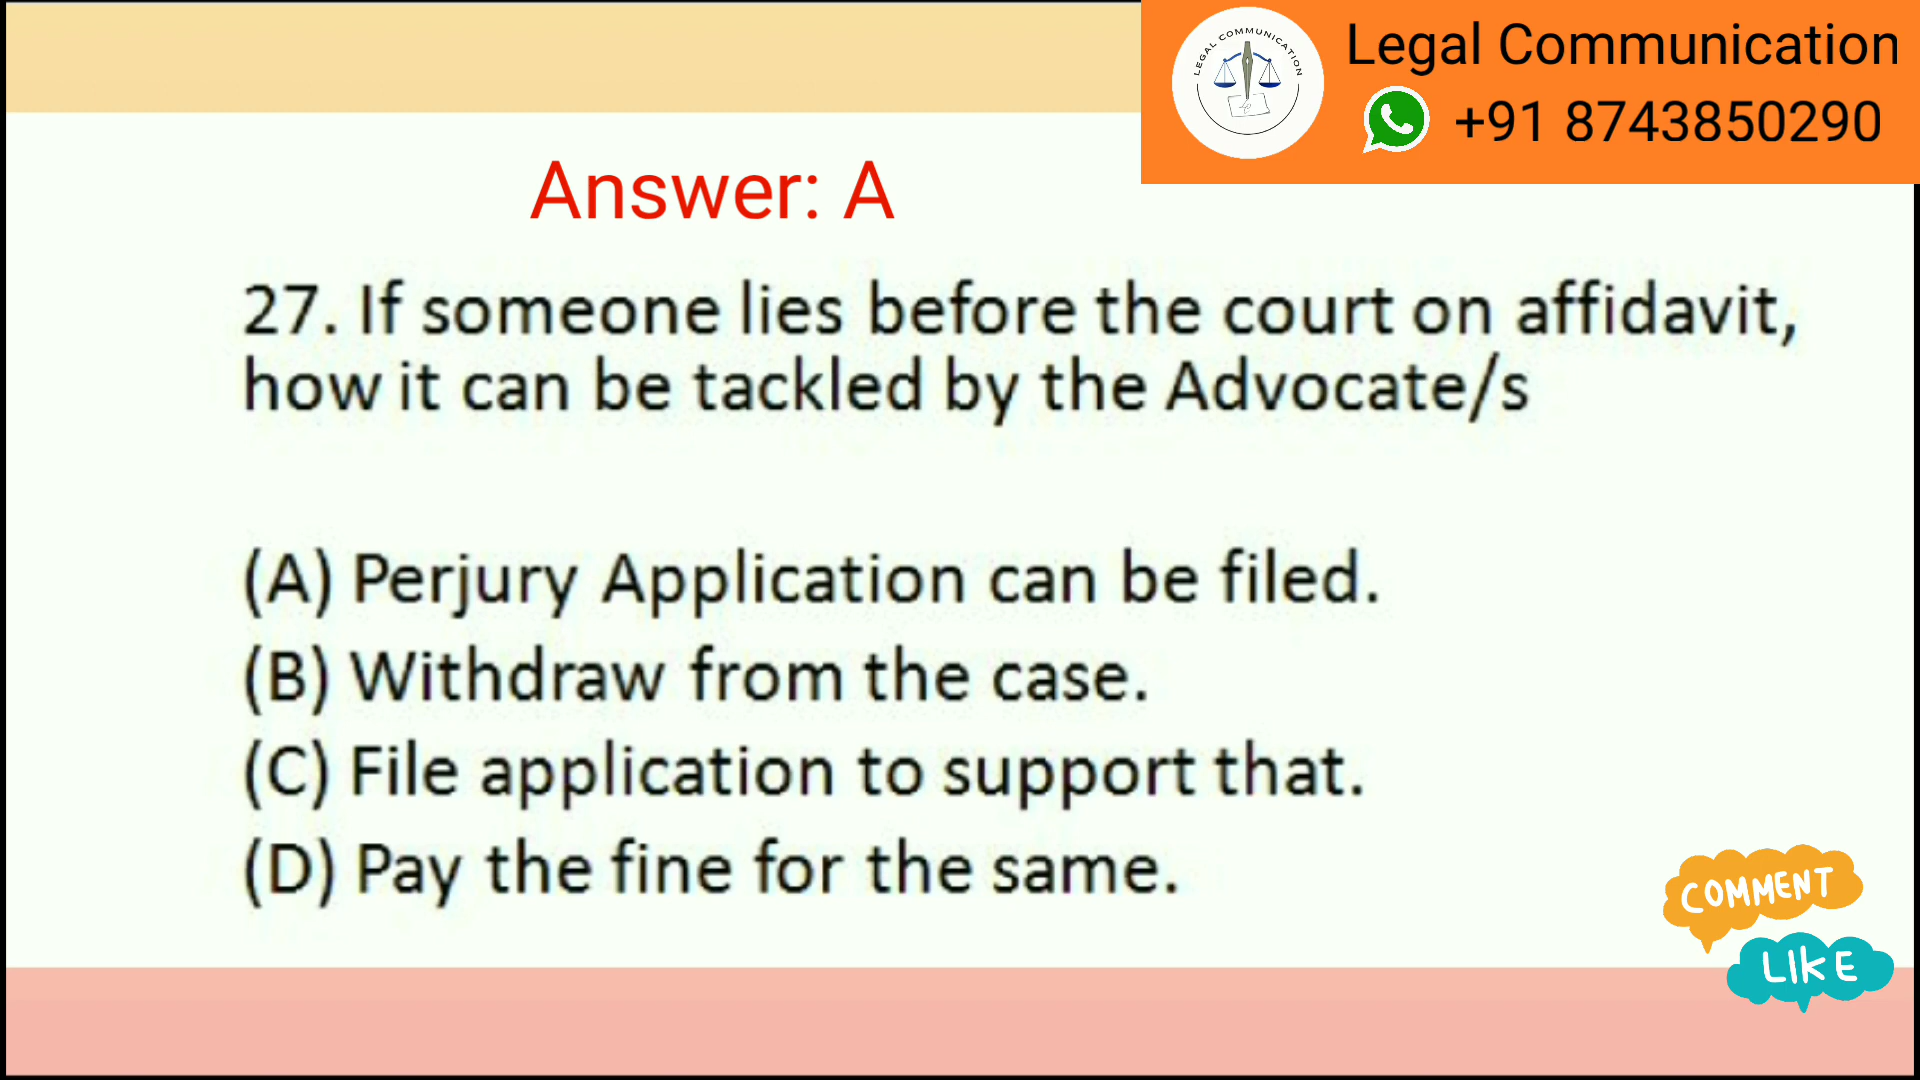 LEGAL COMMUNICATION
Legal Communication
+91 8743850290
Answer: A
27. If someone lies before the court on affidavit,
how it can be tackled by the Advocate/s
(A) Perjury Application can be filed.
(B) Withdraw from the case.
(C) File application to support that.
(D) Pay the fine for the same.
COMMENT
LIKE